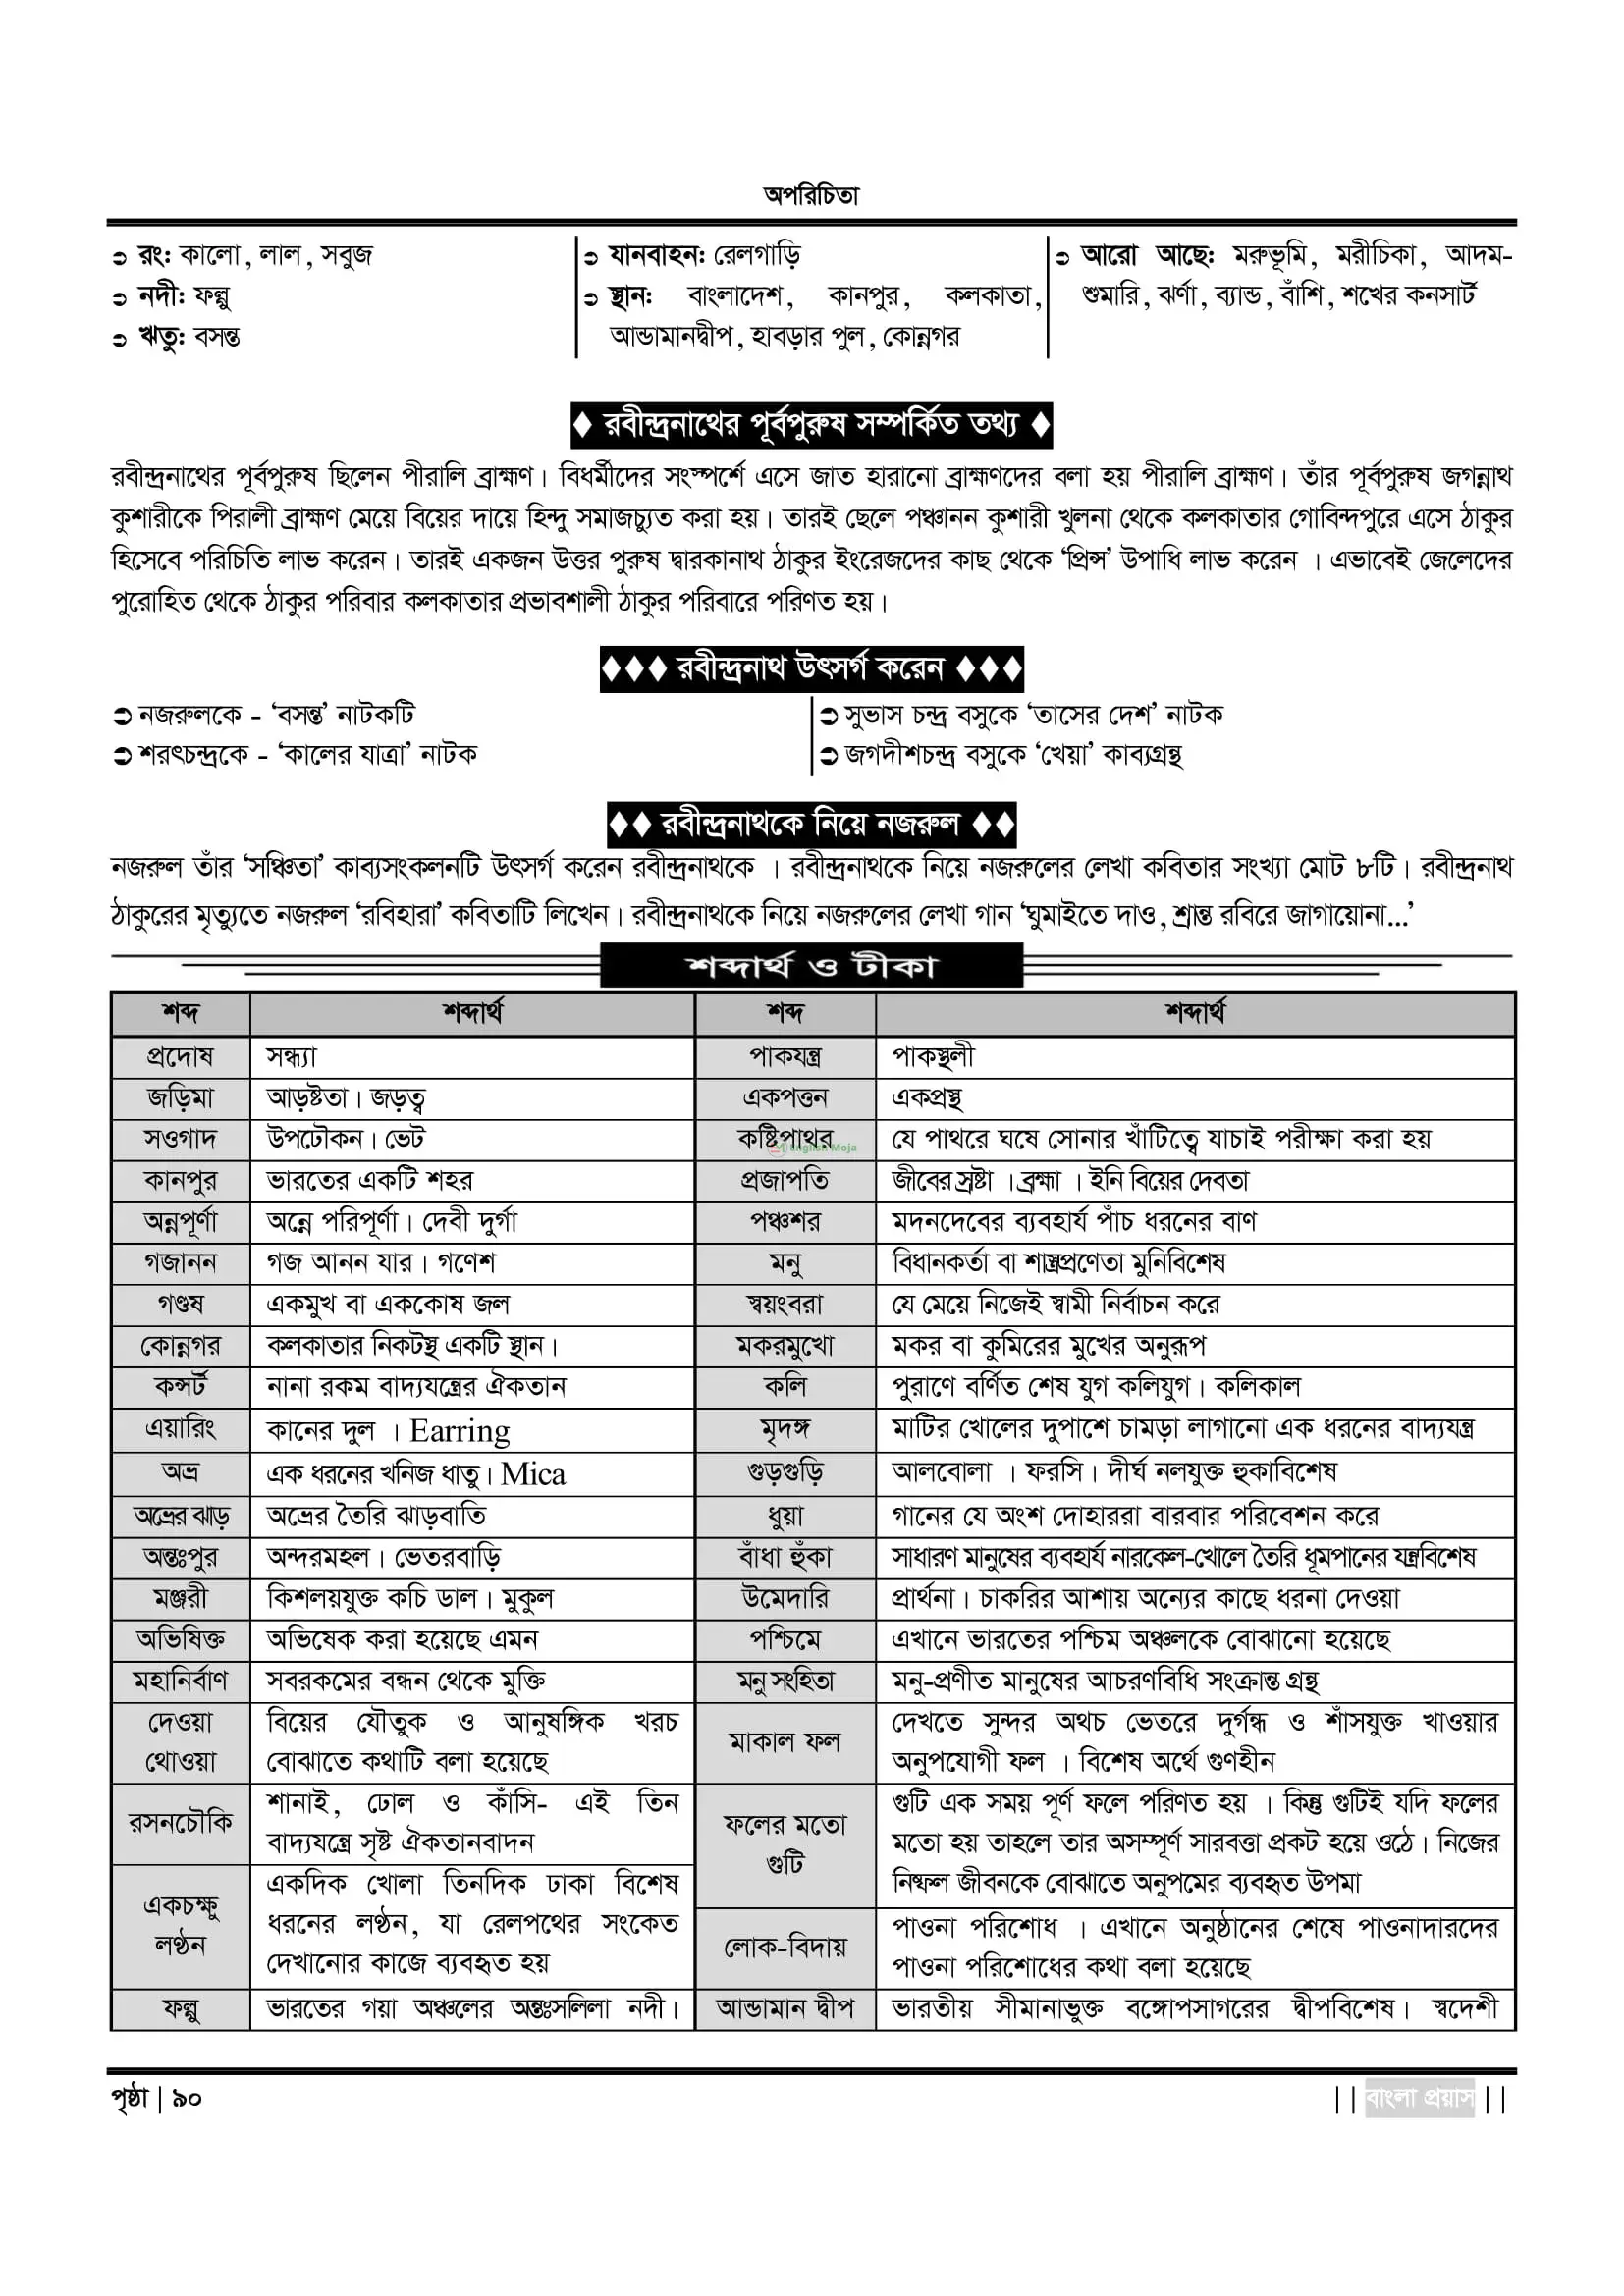 অপরিচিতা
➲ রং: কালো, লাল, সবুজ
➲ নদী: ফল্গু
➲ ঋতু: বসন্ত
➲ যানবাহন: রেলগাড়ি
➲ স্থান: বাংলাদেশ, কানপুর, কলকাতা,
আন্ডামানদ্বীপ, হাবড়ার পুল, কোন্নগর
➲ আরো আছে: মরুভূমি, মরীচিকা, আদম-
শুমারি, ঝর্ণা, ব্যান্ড, বাঁশি, শখের কনসার্ট
♦ রবীন্দ্রনাথের পূর্বপুরুষ সম্পর্কিত তথ্য ♦
রবীন্দ্রনাথের পূর্বপুরুষ ছিলেন পীরালি ব্রাহ্মণ। বিধর্মীদের সংস্পর্শে এসে জাত হারানো ব্রাহ্মণদের বলা হয় পীরালি ব্রাহ্মণ। তাঁর পূর্বপুরুষ জগন্নাথ
কুশারীকে পিরালী ব্রাহ্মণ মেয়ে বিয়ের দায়ে হিন্দু সমাজচ্যুত করা হয়। তারই ছেলে পঞ্চানন কুশারী খুলনা থেকে কলকাতার গোবিন্দপুরে এসে ঠাকুর
হিসেবে পরিচিতি লাভ করেন। তারই একজন উত্তর পুরুষ দ্বারকানাথ ঠাকুর ইংরেজদের কাছ থেকে ‘প্রিন্স’ উপাধি লাভ করেন । এভাবেই জেলেদের
পুরোহিত থেকে ঠাকুর পরিবার কলকাতার প্রভাবশালী ঠাকুর পরিবারে পরিণত হয়।
♦♦♦ রবীন্দ্রনাথ উৎসর্গ করেন ♦♦♦
➲ নজরুলকে - ‘বসন্ত’ নাটকটি
➲ শরৎচন্দ্রকে - ‘কালের যাত্রা’ নাটক
➲ সুভাস চন্দ্র বসুকে ‘তাসের দেশ’ নাটক
➲ জগদীশচন্দ্র বসুকে ‘খেয়া’ কাব্যগ্রন্থ
♦♦ রবীন্দ্রনাথকে নিয়ে নজরুল ♦♦
নজরুল তাঁর ‘সঞ্চিতা’ কাব্যসংকলনটি উৎসর্গ করেন রবীন্দ্রনাথকে । রবীন্দ্রনাথকে নিয়ে নজরুলের লেখা কবিতার সংখ্যা মোট ৮টি। রবীন্দ্রনাথ
ঠাকুরের মৃত্যুতে নজরুল ‘রবিহারা’ কবিতাটি লিখেন। রবীন্দ্রনাথকে নিয়ে নজরুলের লেখা গান ‘ঘুমাইতে দাও, শ্রান্ত রবিরে জাগায়োনা...’
শব্দার্থ ও টীকা
শব্দ শব্দার্থ শব্দ শব্দার্থ
প্রদোষ সন্ধ্যা পাকযন্ত্র পাকস্থলী
জড়িমা আড়ষ্টতা। জড়ত্ব একপত্তন একপ্রস্থ
সওগাদ উপঢৌকন। ভেট কষ্টিপাথর যে পাথরে ঘষে সোনার খাঁটিত্বে যাচাই পরীক্ষা করা হয়
English Moja
কানপুর ভারতের একটি শহর প্রজাপতি জীবের স্রষ্টা । ব্রহ্মা । ইনি বিয়ের দেবতা
অন্নপূর্ণা অন্নে পরিপূর্ণা। দেবী দুর্গা পঞ্চশর মদনদেবের ব্যবহার্য পাঁচ ধরনের বাণ
গজানন গজ আনন যার। গণেশ মনু বিধানকর্তা বা শাস্ত্রপ্রণেতা মুনিবিশেষ
গণ্ডষ একমুখ বা এককোষ জল স্বয়ংবরা যে মেয়ে নিজেই স্বামী নির্বাচন করে
কোন্নগর কলকাতার নিকটস্থ একটি স্থান। মকরমুখো মকর বা কুমিরের মুখের অনুরূপ
কন্সর্ট নানা রকম বাদ্যযন্ত্রের ঐকতান কলি পুরাণে বর্ণিত শেষ যুগ কলিযুগ। কলিকাল
এয়ারিং কানের দুল । Earring মৃদঙ্গ মাটির খোলের দুপাশে চামড়া লাগানো এক ধরনের বাদ্যযন্ত্র
অভ্র এক ধরনের খনিজ ধাতু। Mica গুড়গুড়ি আলবোলা । ফরসি। দীর্ঘ নলযুক্ত হুকাবিশেষ
অভ্রের ঝাড় অভ্রের তৈরি ঝাড়বাতি ধুয়া গানের যে অংশ দোহাররা বারবার পরিবেশন করে
অন্তঃপুর অন্দরমহল। ভেতরবাড়ি বাঁধা হুঁকা সাধারণ মানুষের ব্যবহার্য নারকেল-খোলে তৈরি ধূমপানের যন্ত্রবিশেষ
মঞ্জরী কিশলয়যুক্ত কচি ডাল। মুকুল উমেদারি প্রার্থনা। চাকরির আশায় অন্যের কাছে ধরনা দেওয়া
অভিষিক্ত অভিষেক করা হয়েছে এমন পশ্চিমে এখানে ভারতের পশ্চিম অঞ্চলকে বোঝানো হয়েছে
মহানির্বাণ সবরকমের বন্ধন থেকে মুক্তি মনু সংহিতা মনু-প্রণীত মানুষের আচরণবিধি সংক্রান্ত গ্রন্থ
দেওয়া
থোওয়া
বিয়ের যৌতুক ও আনুষঙ্গিক খরচ
বোঝাতে কথাটি বলা হয়েছে
মাকাল ফল
দেখতে সুন্দর অথচ ভেতরে দুর্গন্ধ ও শাঁসযুক্ত খাওয়ার
অনুপযোগী ফল । বিশেষ অর্থে গুণহীন
রসনচৌকি
শানাই, ঢোল ও কাঁসি- এই তিন
বাদ্যযন্ত্রে সৃষ্ট ঐকতানবাদন
ফলের মতো
গুটি
গুটি এক সময় পূর্ণ ফলে পরিণত হয় । কিন্তু গুটিই যদি ফলের
মতো হয় তাহলে তার অসম্পূর্ণ সারবত্তা প্রকট হয়ে ওঠে। নিজের
নিষ্ফল জীবনকে বোঝাতে অনুপমের ব্যবহৃত উপমা
একচক্ষু
লণ্ঠন
একদিক খোলা তিনদিক ঢাকা বিশেষ
ধরনের লণ্ঠন, যা রেলপথের সংকেত
দেখানোর কাজে ব্যবহৃত হয়
লোক-বিদায়
পাওনা পরিশোধ । এখানে অনুষ্ঠানের শেষে পাওনাদারদের
পাওনা পরিশোধের কথা বলা হয়েছে
ফল্গু ভারতের গয়া অঞ্চলের অন্তঃসলিলা নদী। আন্ডামান দ্বীপ ভারতীয় সীমানাভুক্ত বঙ্গোপসাগরের দ্বীপবিশেষ। স্বদেশী
পৃষ্ঠা | ৯০
|| বাংলা প্রয়াস ||